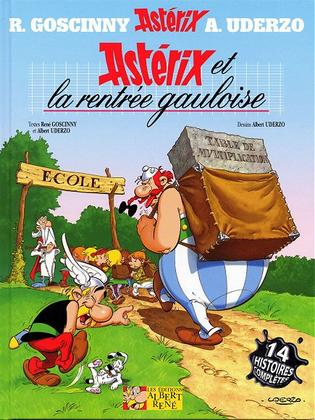 R. GOSCINNY Astérix A. UDERZO
Astérix et
la rentrée gauloise
Textes René GOSCINNY
et Albert UDERZO
Dessins Albert UDERZO
TABLE DE
MULTIPLICATION
ECOLE
14
HISTOIRES
COMPLÈTES
UDERZO
LES EDITIONS
ALBERT
RENÉ